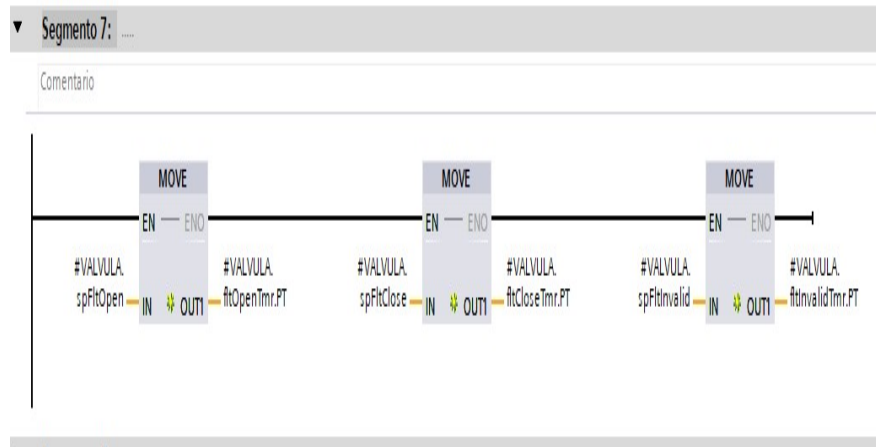 Segmento 7: .....
Comentario
MOVE MOVE MOVE
EN ENO EN ENO EN ENO
#VALVULA. #VALVULA. #VALVULA. #VALVULA. #VALVULA. #VALVULA.
spFltOpen IN OUT1 fltOpenTmr.PT spFltClose IN OUT1 fltCloseTmr.PT spFltInvalid IN OUT1 fltInvalidTmr.PT